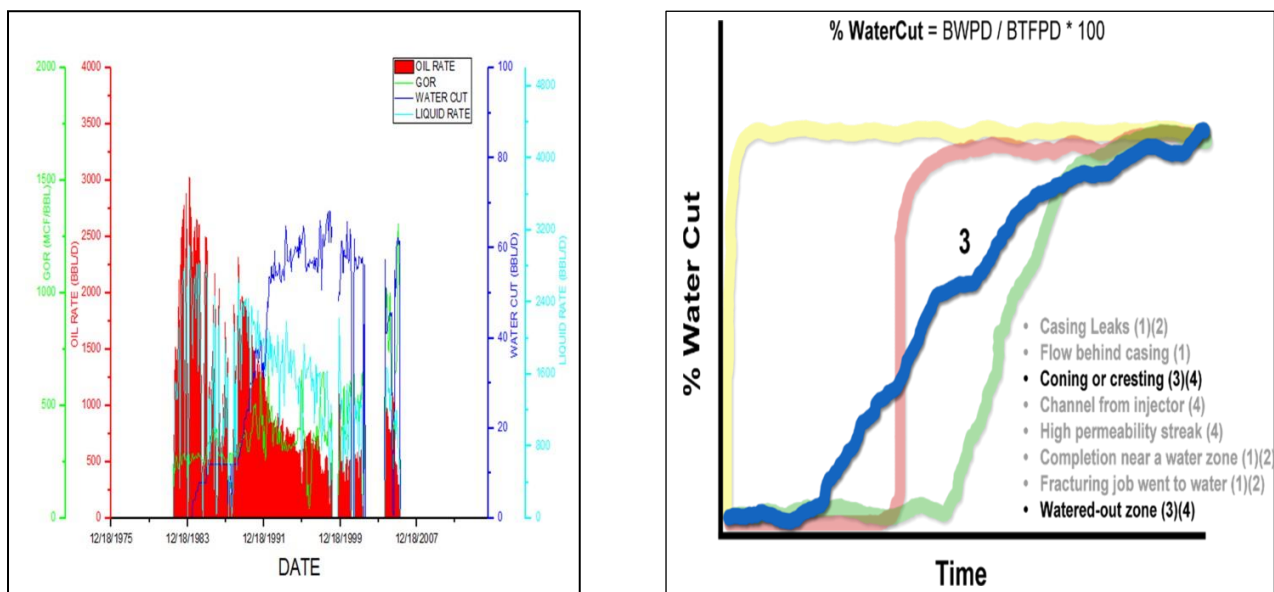 2000
1500
1000
500
0
GOR (MCF/BBL)
4000
3500
3000
2500
2000
1500
1000
500
0
OIL RATE (BBL/D)
OIL RATE
GOR
WATER CUT
LIQUID RATE
100
80
60
40
20
0
WATER CUT (BBL/D)
4800
4000
3200
2400
1600
800
0
LIQUID RATE (BBL/D)
12/18/1975
12/18/1983
12/18/1991
12/18/1999
12/18/2007
DATE
% WaterCut = BWPD / BTFPD * 100
% Water Cut
3
• Casing Leaks (1)(2)
• Flow behind casing (1)
• Coning or cresting (3)(4)
• Channel from injector (4)
• High permeability streak (4)
• Completion near a water zone (1)(2)
• Fracturing job went to water (1)(2)
• Watered-out zone (3)(4)
Time